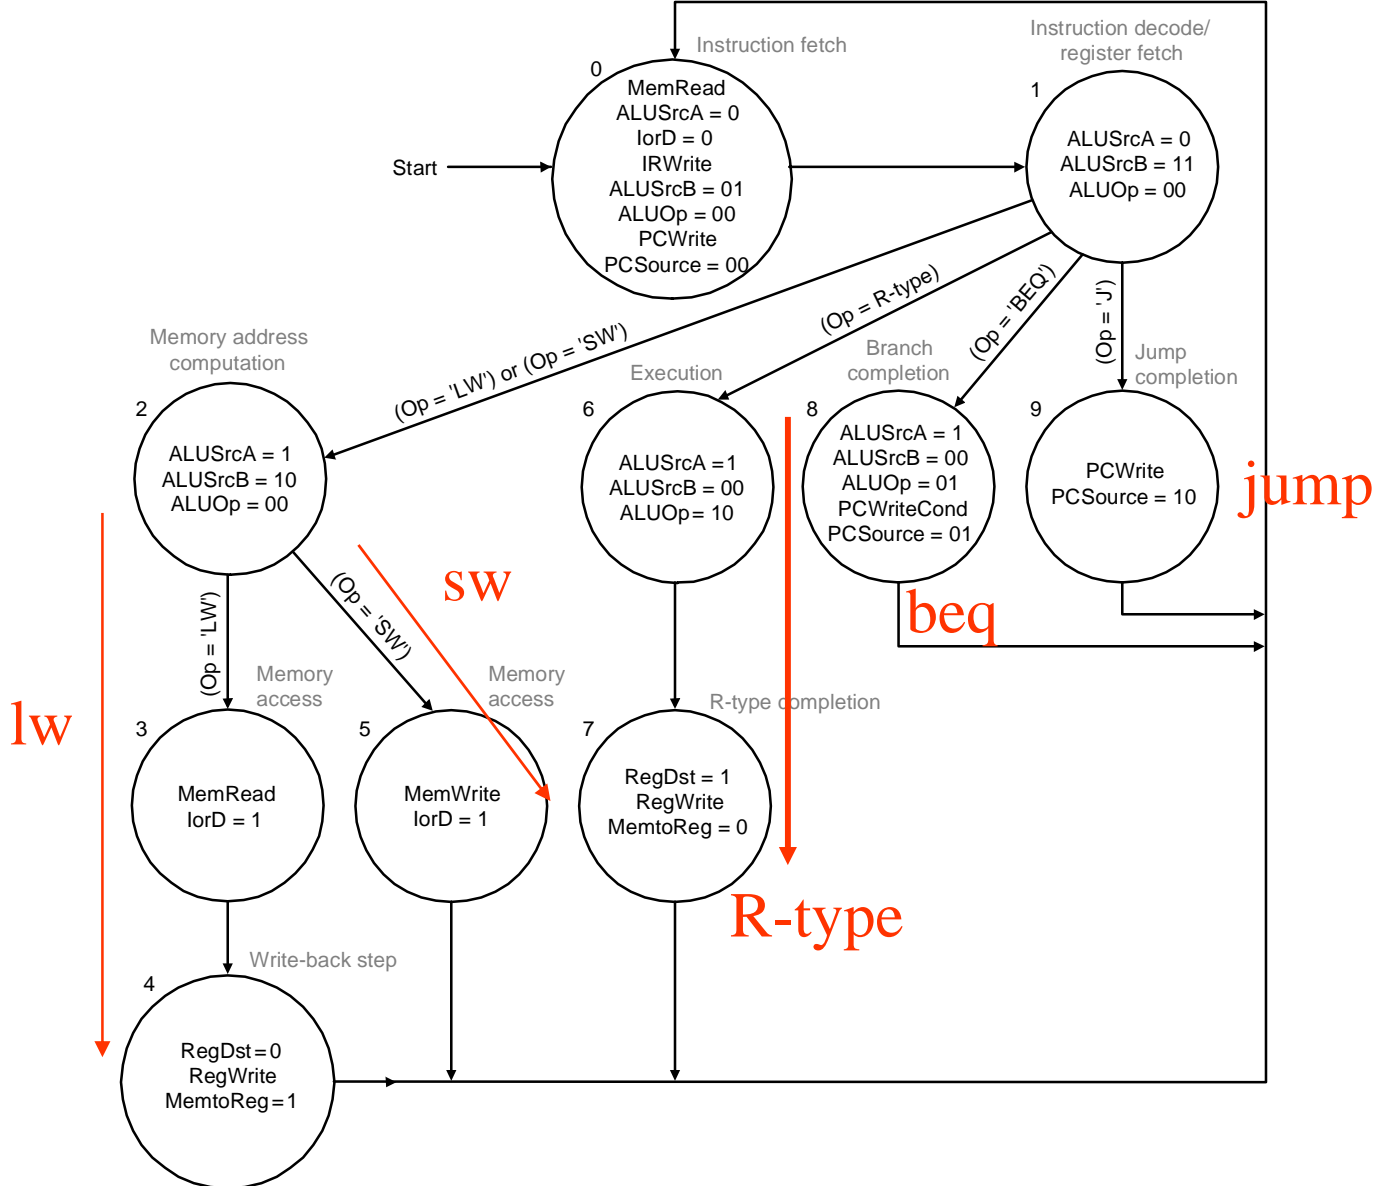 Instruction fetch
0
MemRead
ALUSrcA = 0
IorD = 0
IRWrite
ALUSrcB = 01
ALUOp = 00
PCWrite
PCSource = 00
Start
Instruction decode/
register fetch
1
ALUSrcA = 0
ALUSrcB = 11
ALUOp = 00
(Op = 'LW') or (Op = 'SW')
(Op = R-type)
(Op = 'BEQ')
(Op = 'J')
Memory address
computation
2
ALUSrcA = 1
ALUSrcB = 10
ALUOp = 00
Execution
6
ALUSrcA = 1
ALUSrcB = 00
ALUOp = 10
Branch
completion
8
ALUSrcA = 1
ALUSrcB = 00
ALUOp = 01
PCWriteCond
PCSource = 01
Jump
completion
9
PCWrite
PCSource = 10
jump
beq
sw
lw
(Op = 'LW')
(Op = 'SW')
Memory
access
3
MemRead
IorD = 1
Memory
access
5
MemWrite
IorD = 1
R-type completion
7
RegDst = 1
RegWrite
MemtoReg = 0
R-type
Write-back step
4
RegDst = 0
RegWrite
MemtoReg = 1